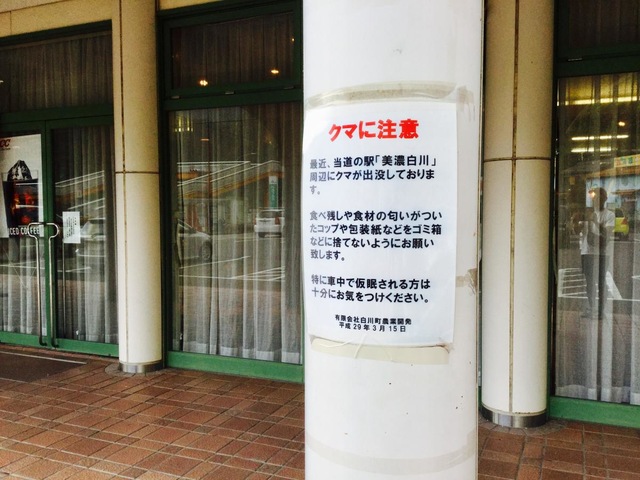 クマに注意
最近、当道の駅「美濃白川」
周辺にクマが出没しておりま
す。
食べ残しや食材の匂いがつい
たコップや包装紙などをゴミ箱
などに捨てないようにお願い
致します。
特に車中で仮眠される方は
十分にお気をつけください。
有限会社白川町農業開発
平成29年3月15日
ICED COFFEE